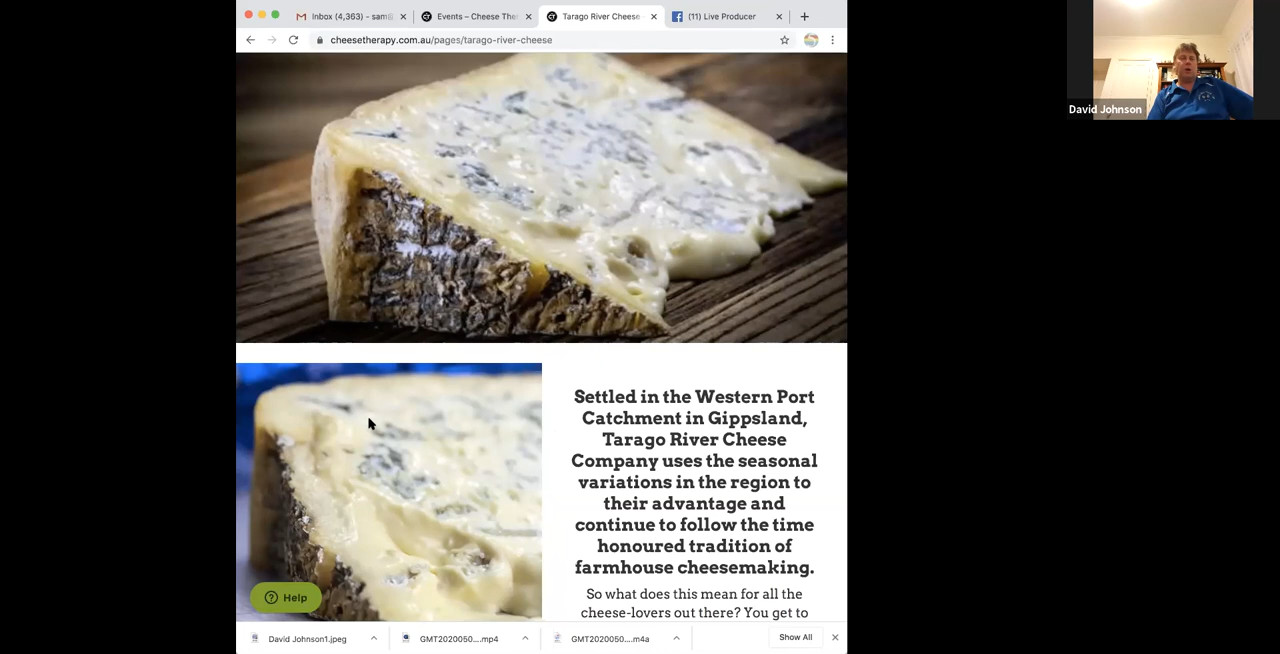 Inbox (4,363) - sam@
Events – Cheese The
Tarago River Cheese
(11) Live Producer
cheesetherapy.com.au/pages/tarago-river-cheese
David Johnson
Settled in the Western Port
Catchment in Gippsland,
Tarago River Cheese
Company uses the seasonal
variations in the region to
their advantage and
continue to follow the time
honoured tradition of
farmhouse cheesemaking.
So what does this mean for all the
cheese-lovers out there? You get to
Help
David Johnson1.jpeg
GMT2020050....mp4
GMT2020050....m4a
Show All